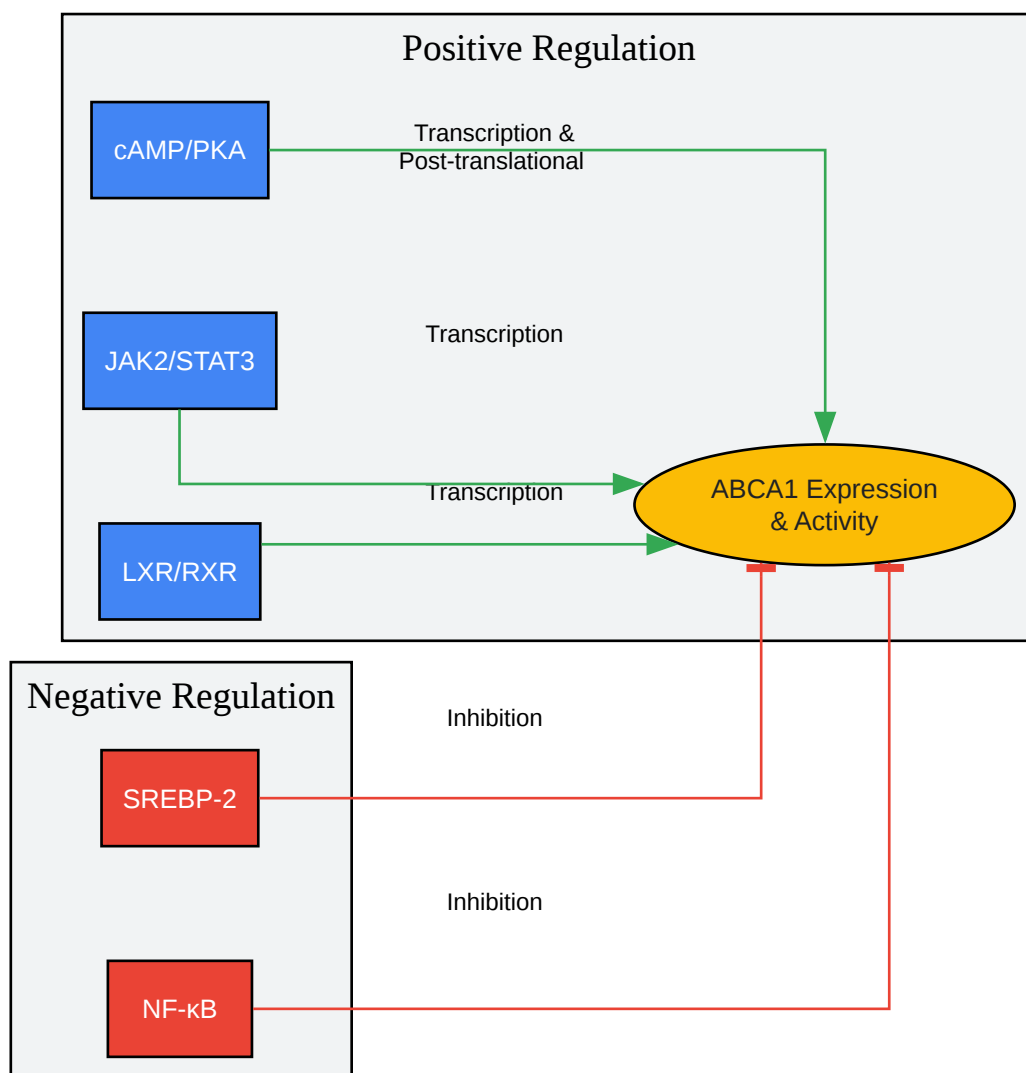 Positive Regulation
cAMP/PKA
Transcription &
Post-translational
JAK2/STAT3
Transcription
Transcription
LXR/RXR
ABCA1 Expression
& Activity
Negative Regulation
Inhibition
SREBP-2
Inhibition
NF-κB